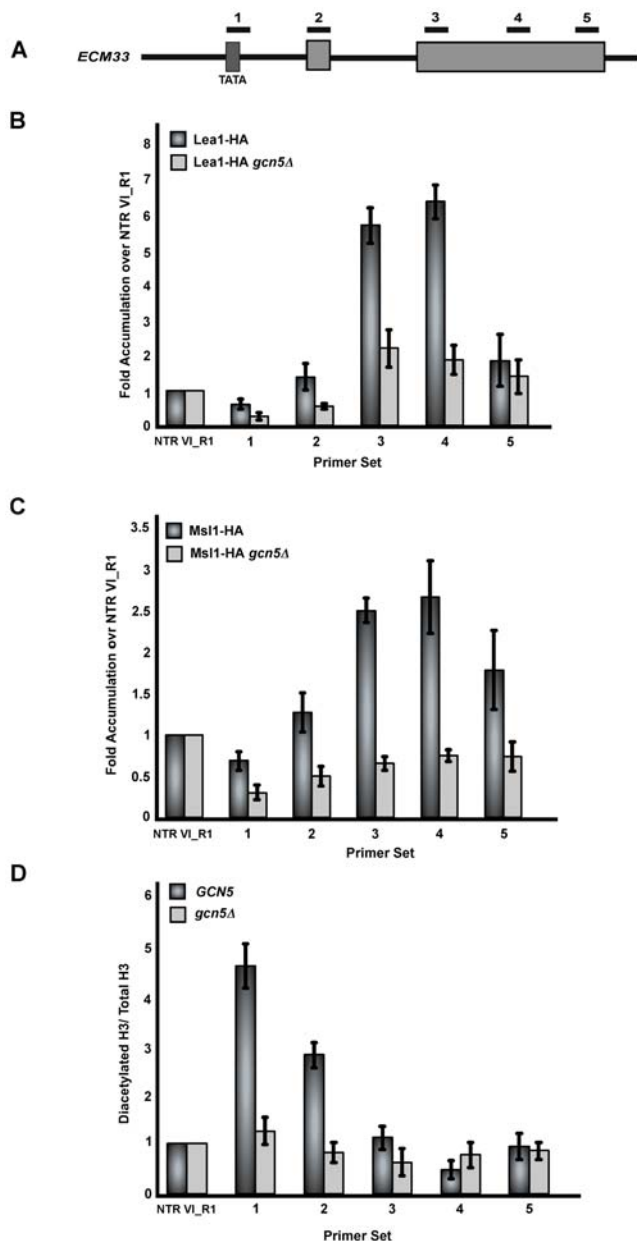 1 2 3 4 5
A ECM33
TATA
B
Lea1-HA
Lea1-HA gcn5Δ
Fold Accumulation over NTR VI_R1
8
7
6
5
4
3
2
1
0
NTR VI_R1 1 2 3 4 5
Primer Set
C
Msl1-HA
Msl1-HA gcn5Δ
Fold Accumulation ovr NTR VI_R1
3.5
3
2.5
2
1.5
1
0.5
0
NTR VI_R1 1 2 3 4 5
Primer Set
D
GCN5
gcn5Δ
Diacetylated H3/ Total H3
6
5
4
3
2
1
0
NTR VI_R1 1 2 3 4 5
Primer Set